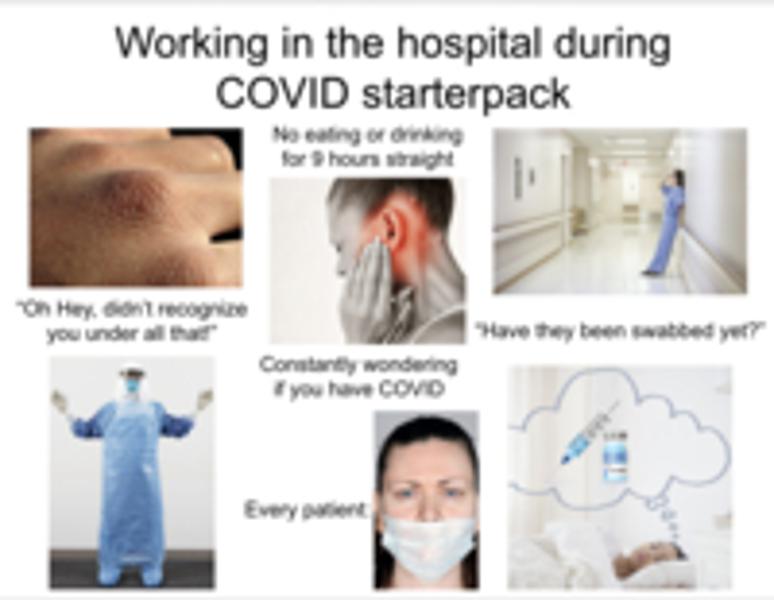 Working in the hospital during
COVID starterpack
No eating or drinking
for 9 hours straight
"Oh Hey, didn't recognize
you under all that!"
"Have they been swabbed yet?"
Constantly wondering
if you have COVID
Every patient